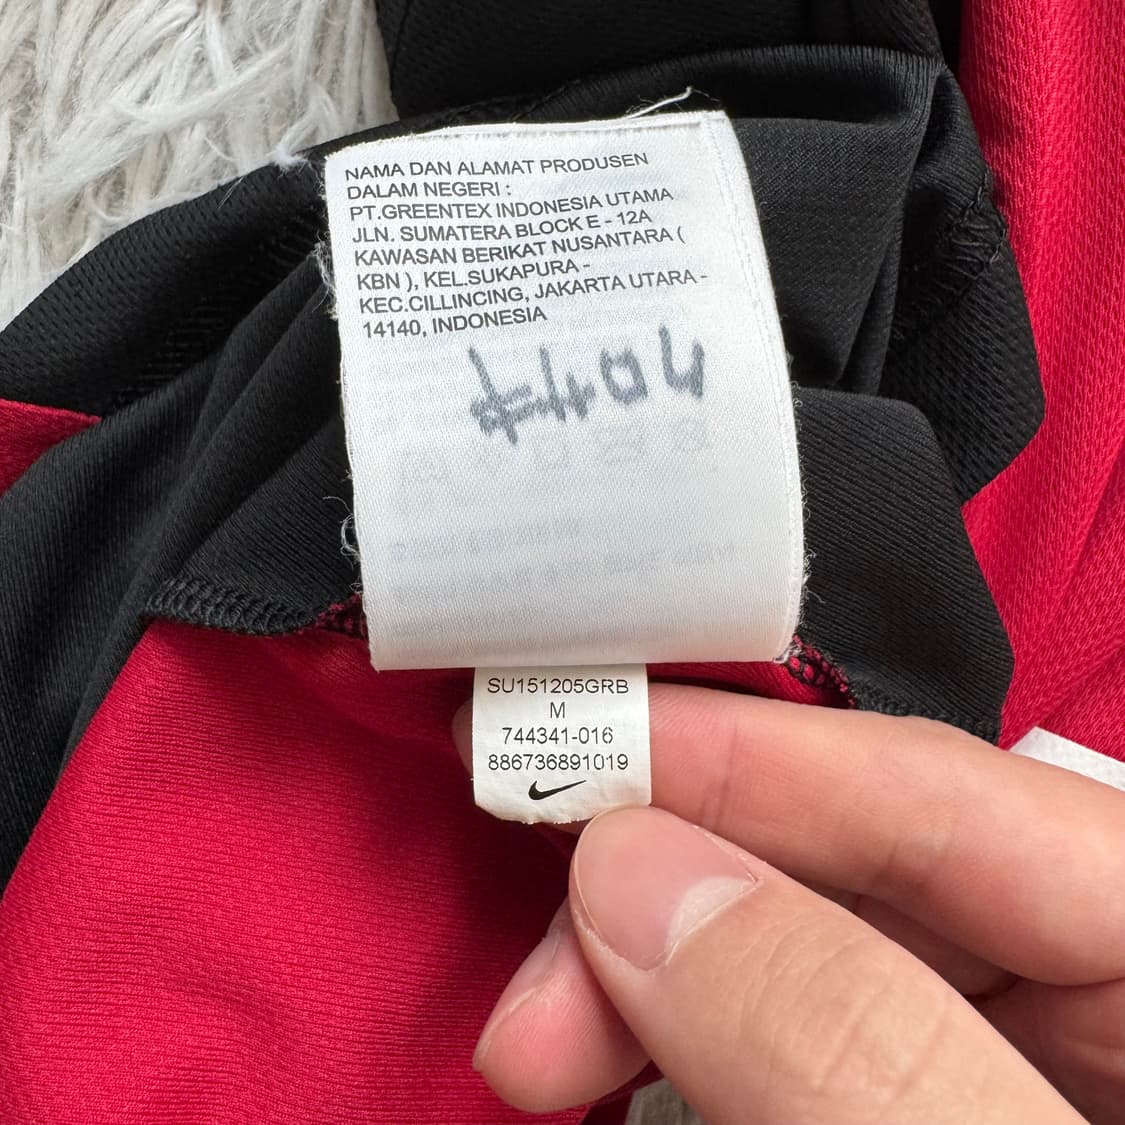 NAMA DAN ALAMAT PRODUSEN
DALAM NEGERI :
PT.GREENTEX INDONESIA UTAMA
JLN. SUMATERA BLOCK E - 12A
KAWASAN BERIKAT NUSANTARA (
KBN ), KEL.SUKAPURA -
KEC.CILLINCING, JAKARTA UTARA -
14140, INDONESIA
SU151205GRB
M
744341-016
886736891019